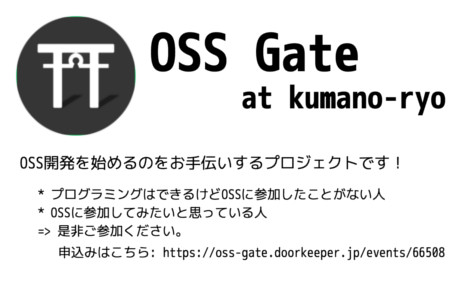 OSS Gate
at kumano-ryo
OSS開発を始めるのをお手伝いするプロジェクトです！
* プログラミングはできるけどOSSに参加したことがない人
* OSSに参加してみたいと思っている人
=> 是非ご参加ください。
申込みはこちら: https://oss-gate.doorkeeper.jp/events/66508